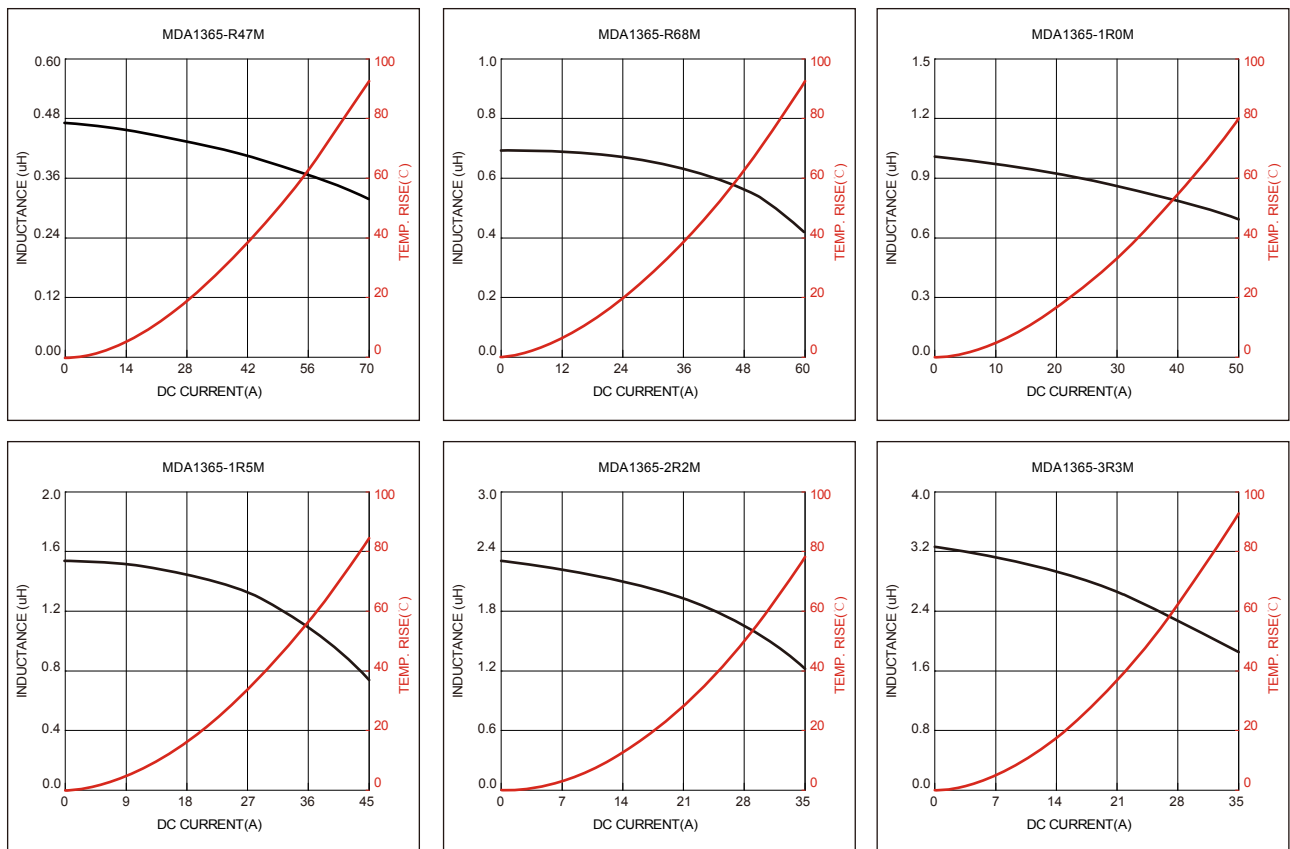 MDA1365-R47M
INDUCTANCE (uH)
0.60
0.48
0.36
0.24
0.12
0.00
0 14 28 42 56 70
DC CURRENT(A)
100
80
60
40
20
0
TEMP. RISE(℃)
MDA1365-R68M
INDUCTANCE (uH)
1.0
0.8
0.6
0.4
0.2
0.0
0 12 24 36 48 60
DC CURRENT(A)
100
80
60
40
20
0
TEMP. RISE(℃)
MDA1365-1R0M
INDUCTANCE (uH)
1.5
1.2
0.9
0.6
0.3
0.0
0 10 20 30 40 50
DC CURRENT(A)
100
80
60
40
20
0
TEMP. RISE(℃)
MDA1365-1R5M
INDUCTANCE (uH)
2.0
1.6
1.2
0.8
0.4
0.0
0 9 18 27 36 45
DC CURRENT(A)
100
80
60
40
20
0
TEMP. RISE(℃)
MDA1365-2R2M
INDUCTANCE (uH)
3.0
2.4
1.8
1.2
0.6
0.0
0 7 14 21 28 35
DC CURRENT(A)
100
80
60
40
20
0
TEMP. RISE(℃)
MDA1365-3R3M
INDUCTANCE (uH)
4.0
3.2
2.4
1.6
0.8
0.0
0 7 14 21 28 35
DC CURRENT(A)
100
80
60
40
20
0
TEMP. RISE(℃)